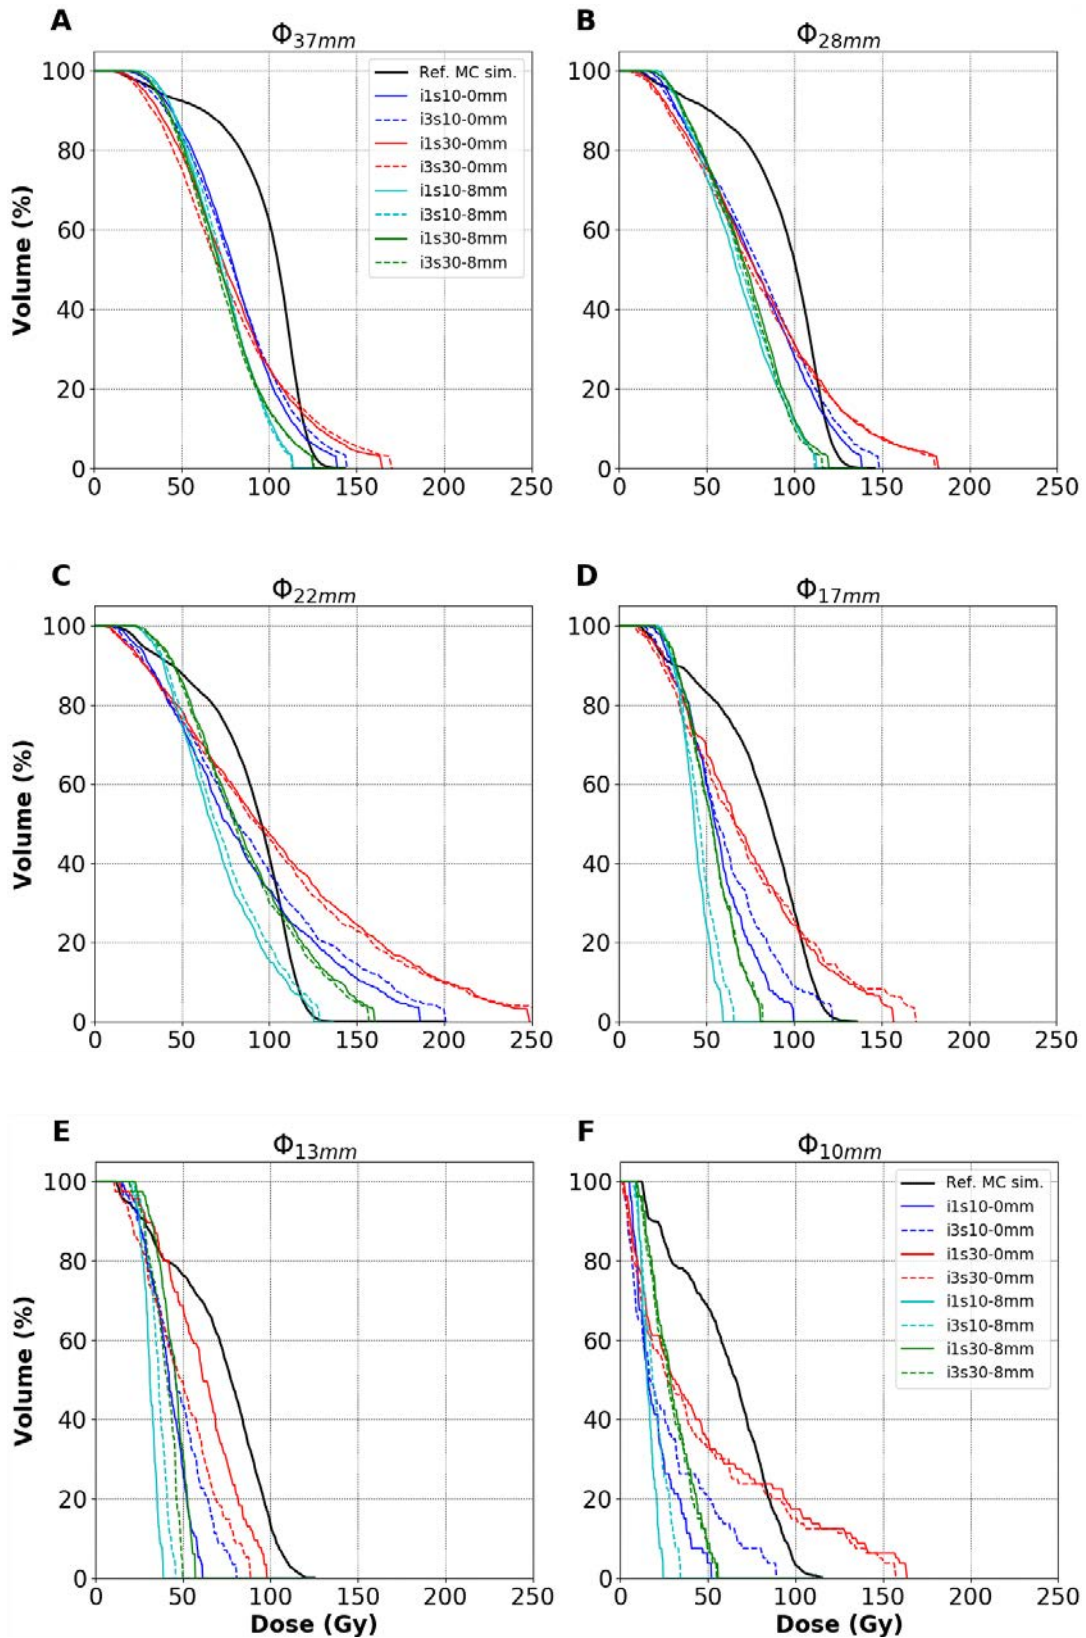 A
Φ37mm
100
80
60
40
20
0
Volume (%)
0 50 100 150 200 250
Ref. MC sim.
i1s10-0mm
i3s10-0mm
i1s30-0mm
i3s30-0mm
i1s10-8mm
i3s10-8mm
i1s30-8mm
i3s30-8mm
B
Φ28mm
100
80
60
40
20
0
0 50 100 150 200 250
C
Φ22mm
100
80
60
40
20
0
Volume (%)
0 50 100 150 200 250
D
Φ17mm
100
80
60
40
20
0
0 50 100 150 200 250
E
Φ13mm
100
80
60
40
20
0
Volume (%)
0 50 100 150 200 250
Dose (Gy)
F
Φ10mm
100
80
60
40
20
0
Ref. MC sim.
i1s10-0mm
i3s10-0mm
i1s30-0mm
i3s30-0mm
i1s10-8mm
i3s10-8mm
i1s30-8mm
i3s30-8mm
0 50 100 150 200 250
Dose (Gy)